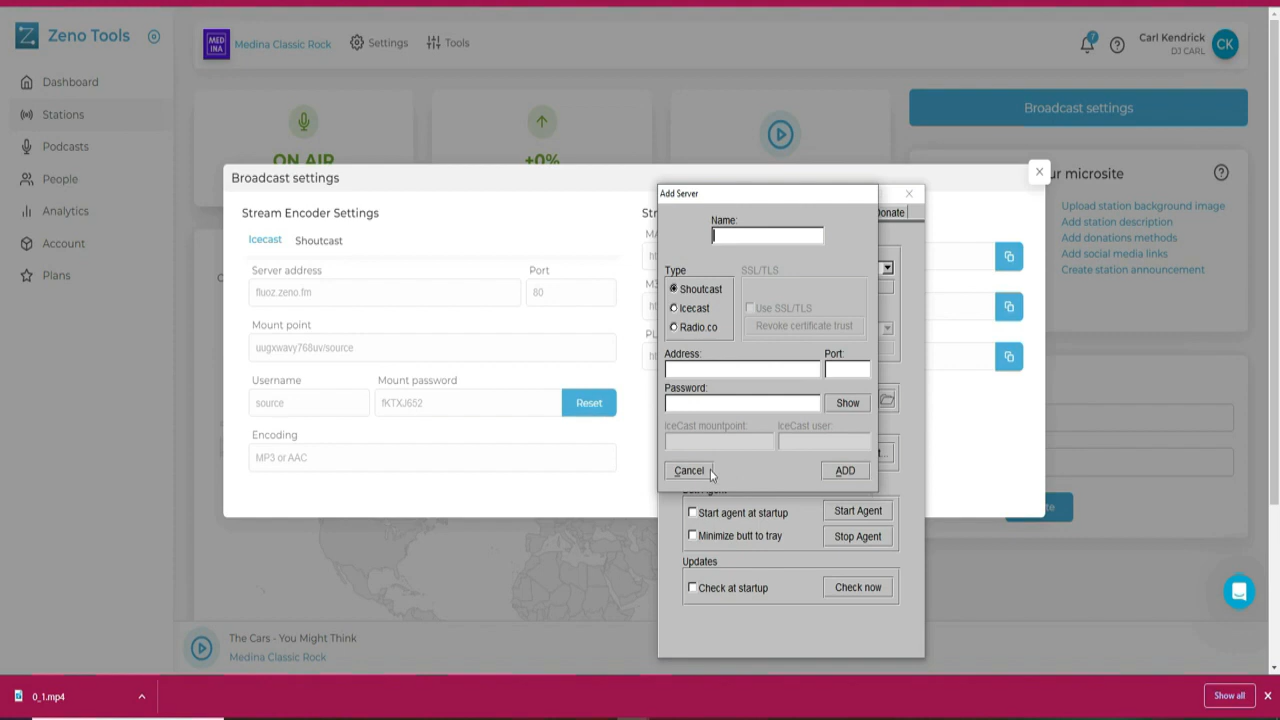 Zeno Tools
MED
INA
Medina Classic Rock
Settings
Tools
Carl Kendrick
DJ CARL
CK
Dashboard
Stations
Podcasts
People
Analytics
Account
Plans
ON AIR
+0%
Broadcast settings
ur microsite
Upload station background image
Add station description
Add donations methods
Add social media links
Create station announcement
Broadcast settings
Stream Encoder Settings
Icecast
Shoutcast
Server address
Port
fluoz.zeno.fm
80
Mount point
uugxwavy768uv/source
Username
Mount password
source
fKTXJ652
Reset
Encoding
MP3 or AAC
Add Server
Donate
Name:
Type
SSL/TLS
Shoutcast
Icecast
Radio.co
Use SSL/TLS
Revoke certificate trust
Address:
Port:
Password:
Show
IceCast mountpoint:
IceCast user:
Cancel
ADD
Start agent at startup
Start Agent
Minimize butt to tray
Stop Agent
Updates
Check at startup
Check now
The Cars - You Might Think
Medina Classic Rock
0_1.mp4
Show all